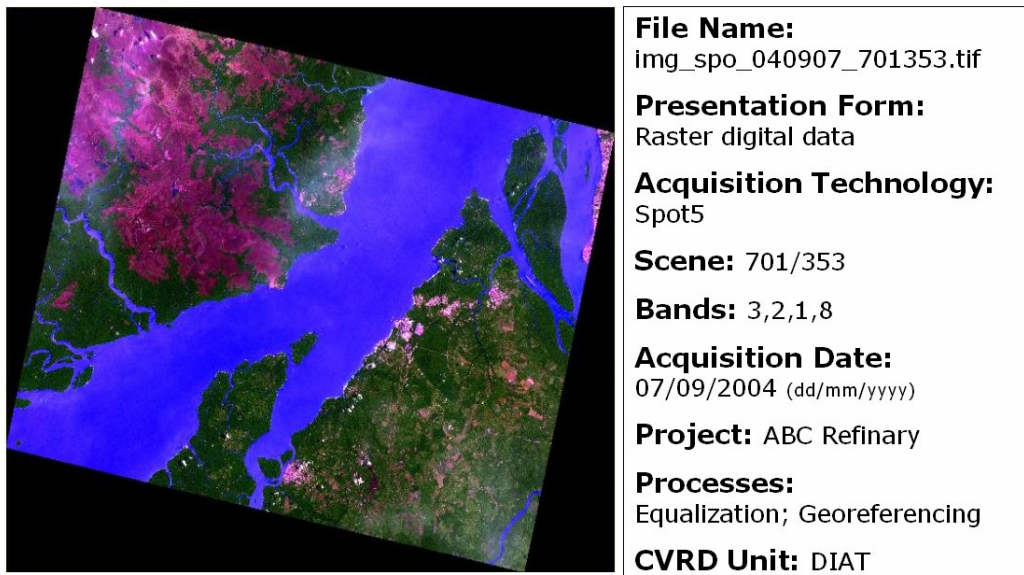 File Name:
img_spo_040907_701353.tif
Presentation Form:
Raster digital data
Acquisition Technology:
Spot5
Scene: 701/353
Bands: 3,2,1,8
Acquisition Date:
07/09/2004 (dd/mm/yyyy)
Project: ABC Refinary
Processes:
Equalization; Georeferencing
CVRD Unit: DIAT